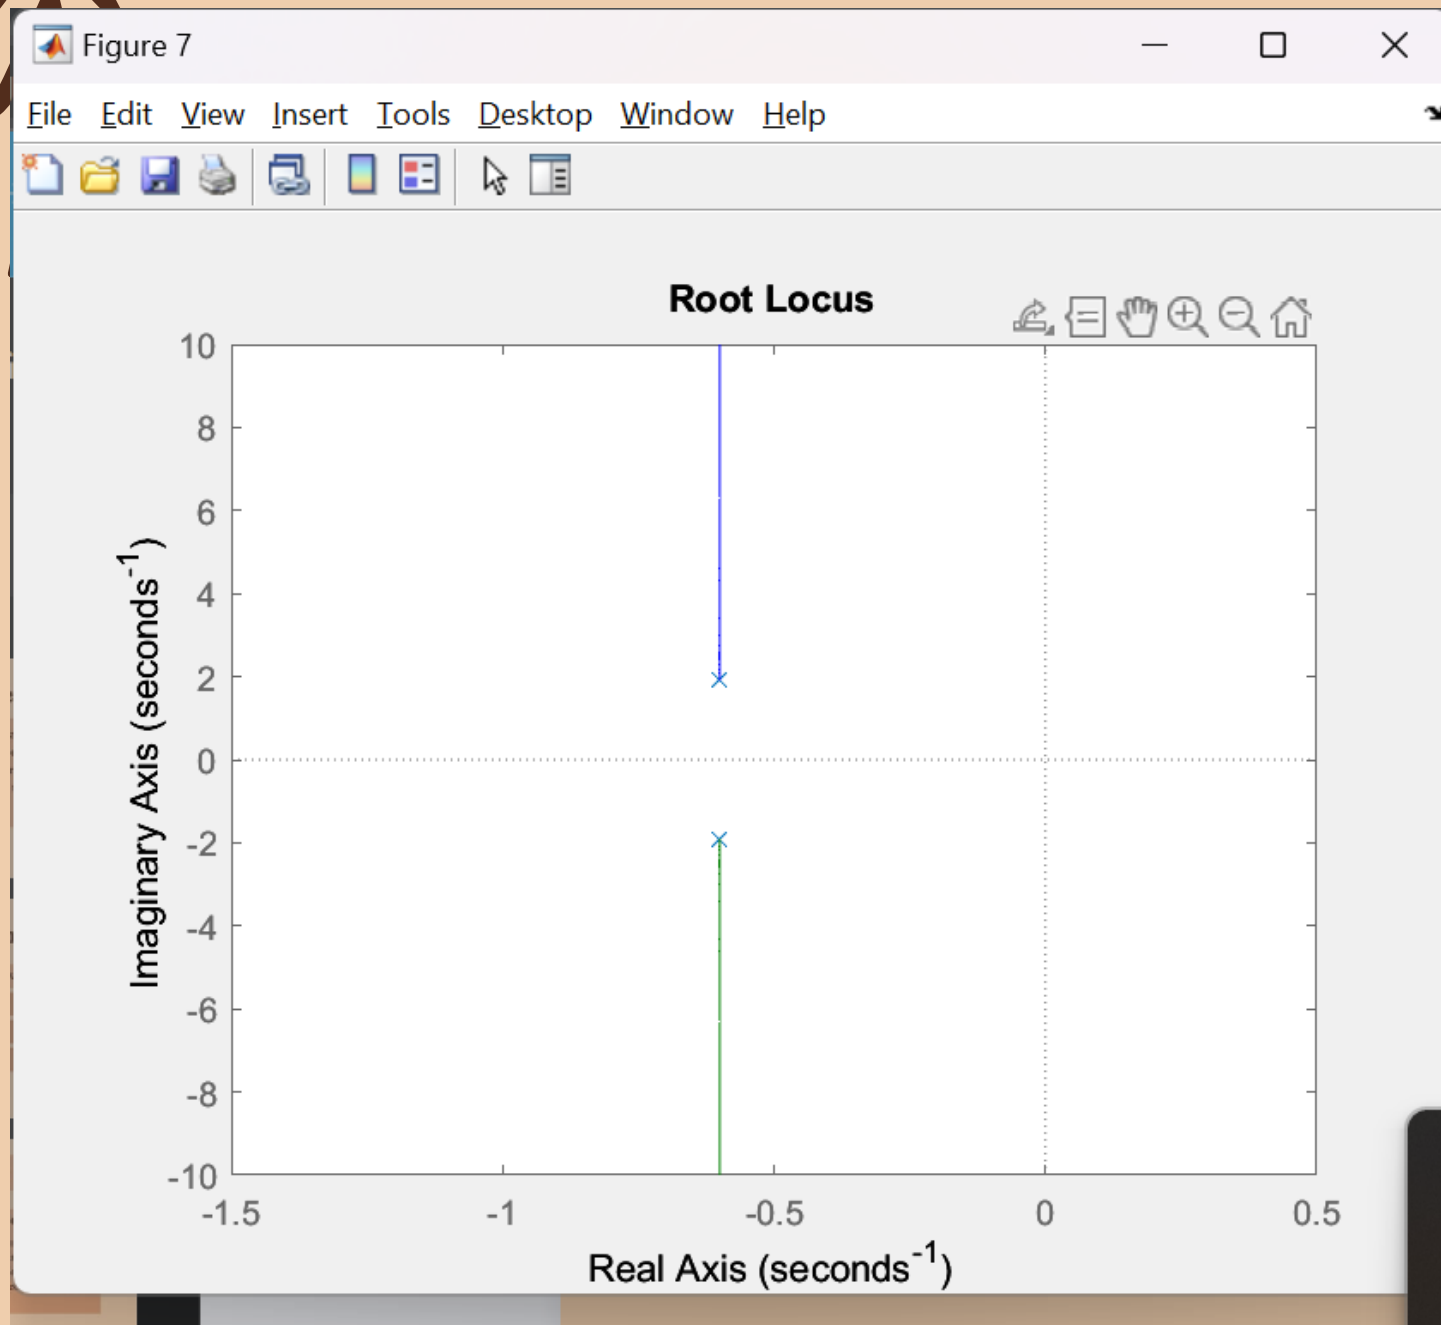 Figure 7
File Edit View Insert Tools Desktop Window Help
Root Locus
10
8
6
4
2
0
-2
-4
-6
-8
-10
Imaginary Axis (seconds⁻¹)
-1.5 -1 -0.5 0 0.5
Real Axis (seconds⁻¹)